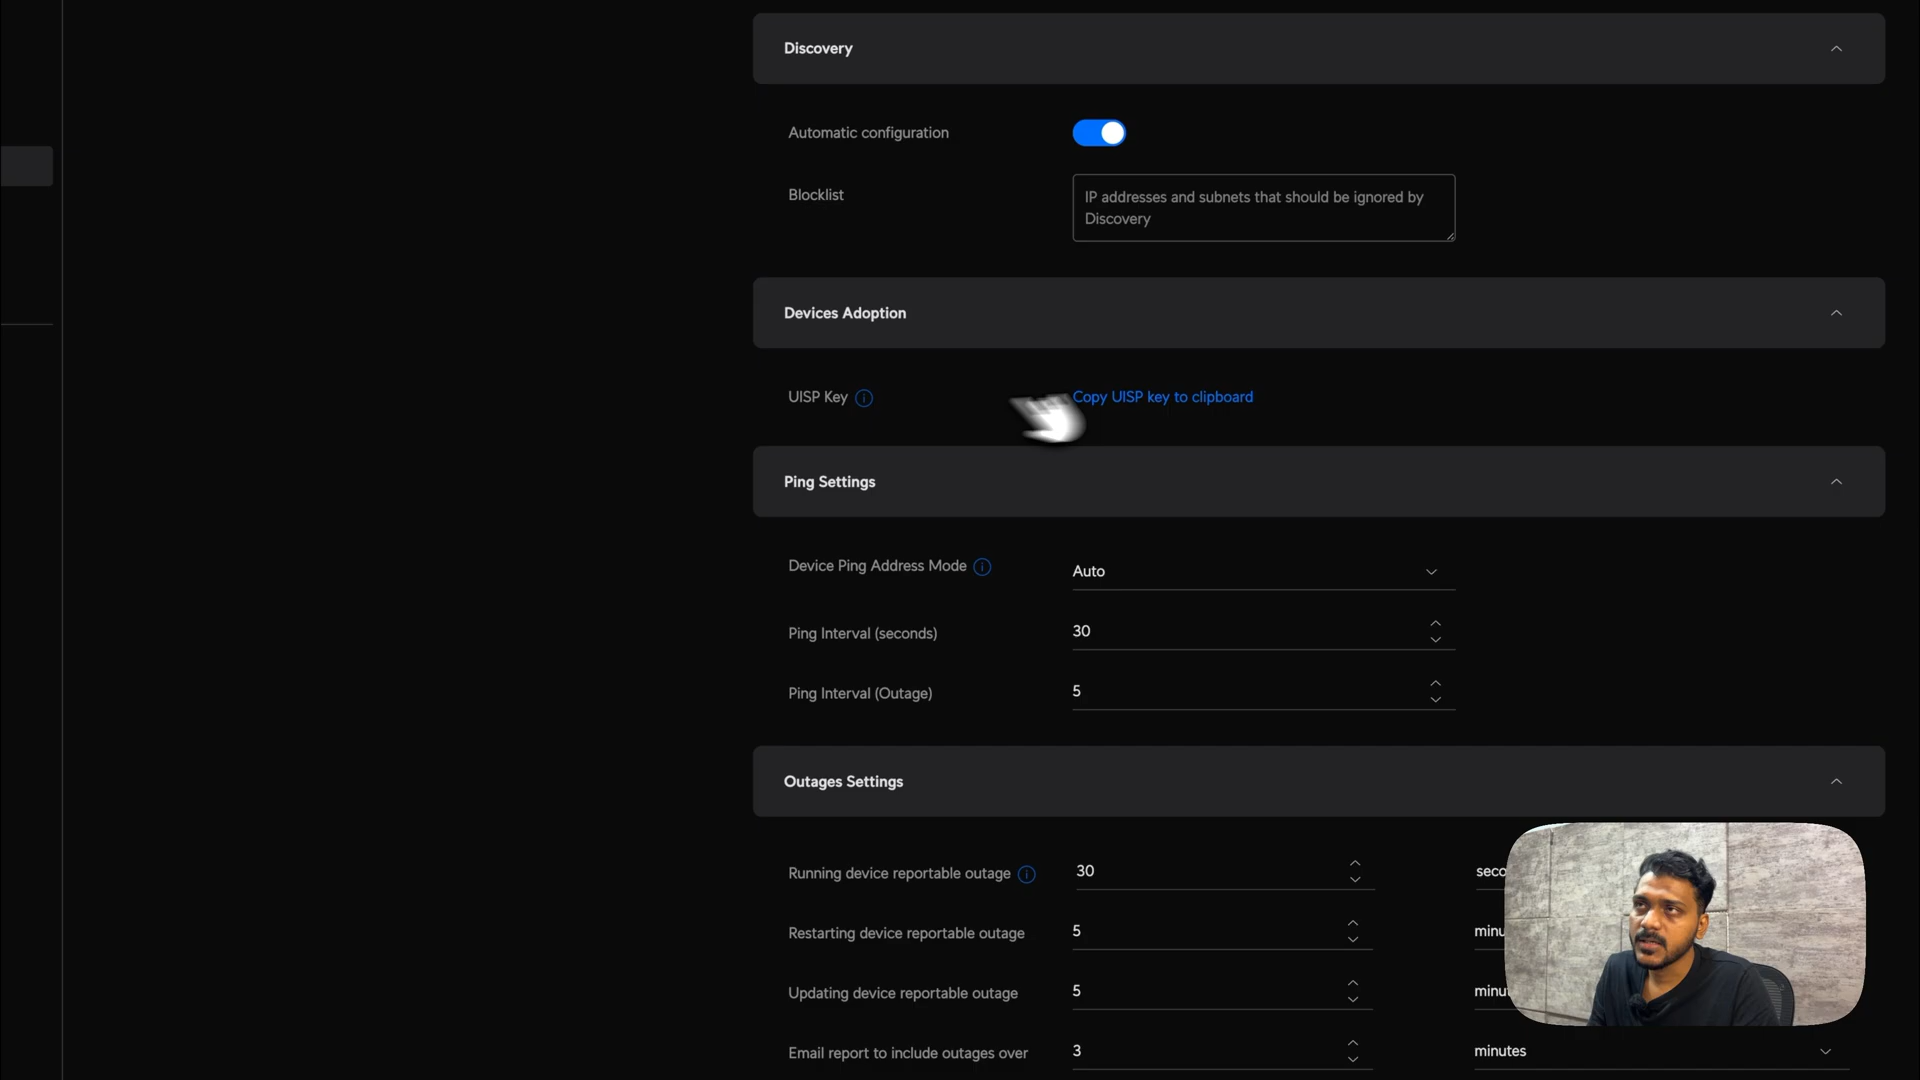 Discovery
Automatic configuration
Blocklist
IP addresses and subnets that should be ignored by
Discovery
Devices Adoption
UISP Key
Copy UISP key to clipboard
Ping Settings
Device Ping Address Mode
Auto
Ping Interval (seconds)
30
Ping Interval (Outage)
5
Outages Settings
Running device reportable outage
30
seco
Restarting device reportable outage
5
minu
Updating device reportable outage
5
minu
Email report to include outages over
3
minutes